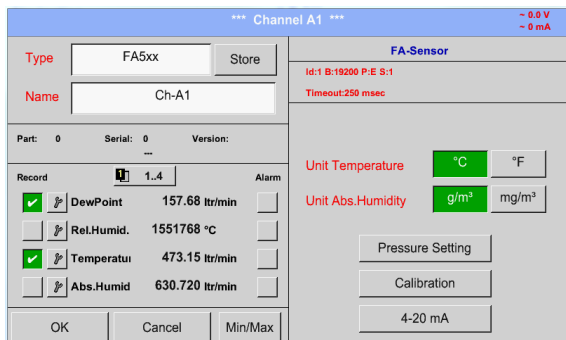 *** Channel A1 ***
~ 0.0 V
~ 0 mA
Type
FA5xx
Store
Name
Ch-A1
Part: 0 Serial: 0 Version:
---
Record
1 1..4
Alarm
DewPoint 157.68 ltr/min
Rel.Humid. 1551768 °C
Temperatur 473.15 ltr/min
Abs.Humid 630.720 ltr/min
OK
Cancel
Min/Max
FA-Sensor
Id:1 B:19200 P:E S:1
Timeout:250 msec
Unit Temperature
°C
°F
Unit Abs.Humidity
g/m³
mg/m³
Pressure Setting
Calibration
4-20 mA